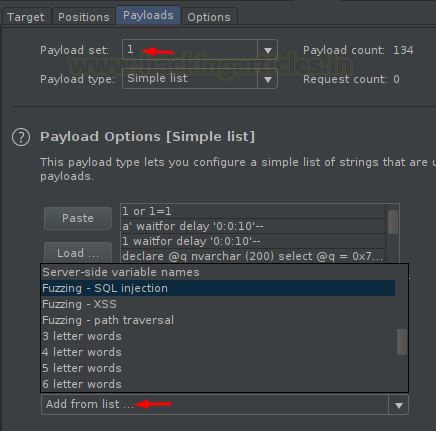 Target Positions Payloads Options
Payload set: 1 Payload count: 134
www.hackingarticles.in
Payload type: Simple list Request count: 0
? Payload Options [Simple list]
This payload type lets you configure a simple list of strings that are u
payloads.
Paste
1 or 1=1
a' waitfor delay '0:0:10'--
1 waitfor delay '0:0:10'--
Load ...
declare @q nvarchar (200) select @q = 0x7...
Server-side variable names
Fuzzing - SQL injection
Fuzzing - XSS
Fuzzing - path traversal
3 letter words
4 letter words
5 letter words
6 letter words
Add from list ...